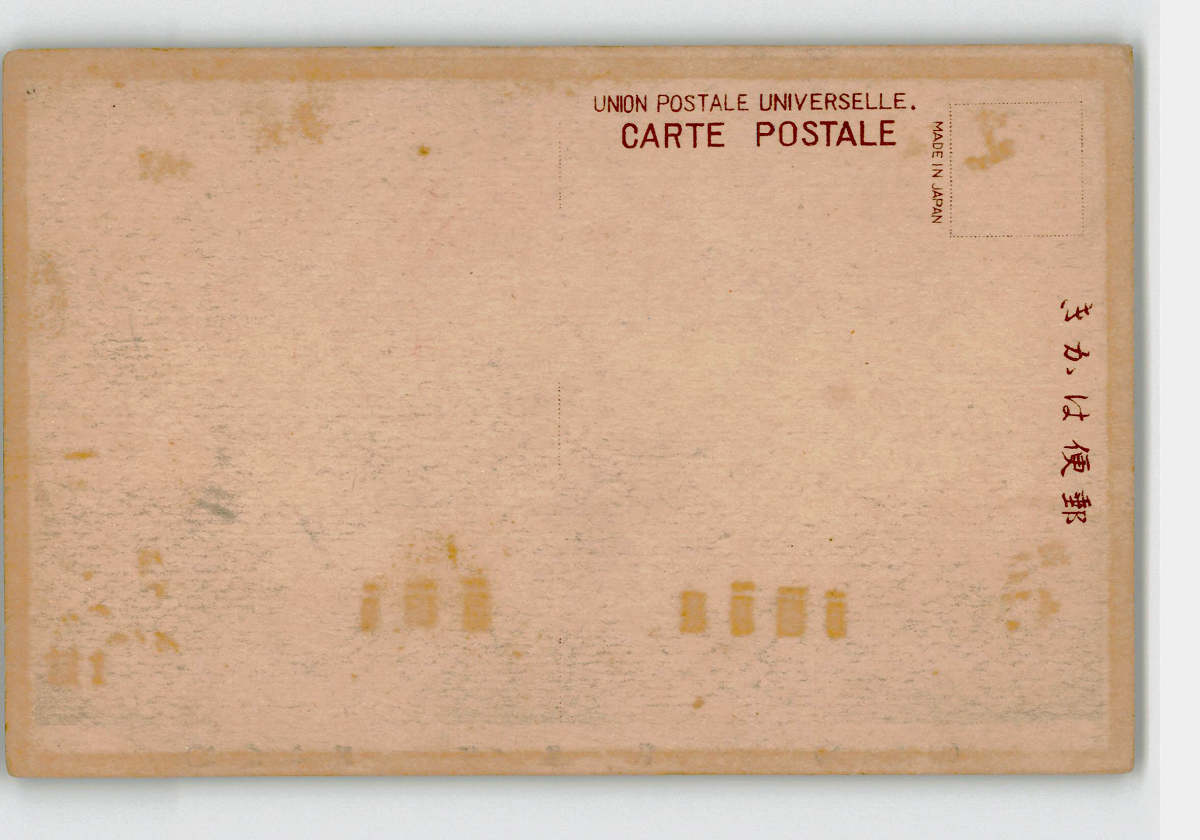 UNION POSTALE UNIVERSELLE.
CARTE POSTALE
MADE IN JAPAN
郵便はかき